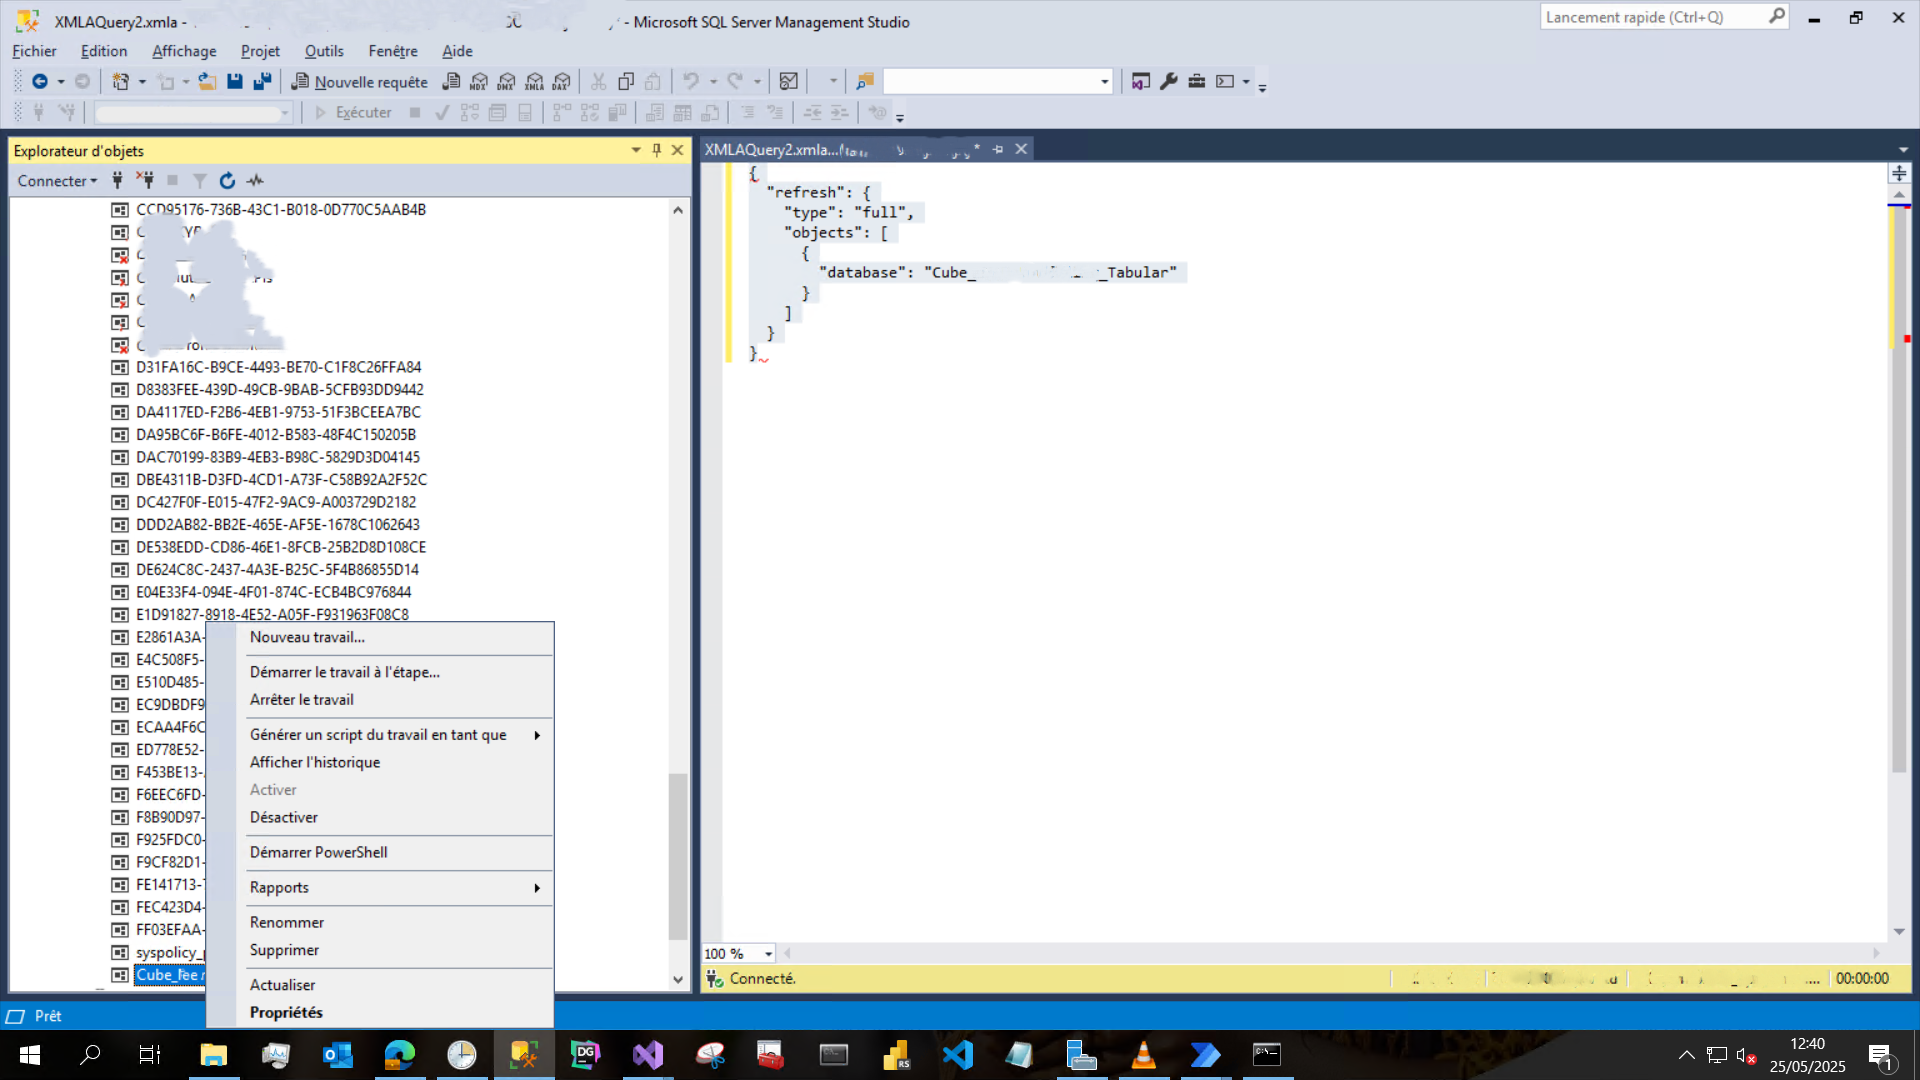 XMLAQuery2.xmla - - Microsoft SQL Server Management Studio
Lancement rapide (Ctrl+Q)
Fichier Edition Affichage Projet Outils Fenêtre Aide
Nouvelle requête MDX DMX XMLA DAX
Exécuter
Explorateur d'objets
Connecter
CCD95176-736B-43C1-B018-0D770C5AAB4B
D31FA16C-B9CE-4493-BE70-C1F8C26FFA84
D8383FEE-439D-49CB-9BAB-5CFB93DD9442
DA4117ED-F2B6-4EB1-9753-51F3BCEEA7BC
DA95BC6F-B6FE-4012-B583-48F4C150205B
DAC70199-83B9-4EB3-B98C-5829D3D04145
DBE4311B-D3FD-4CD1-A73F-C58B92A2F52C
DC427F0F-E015-47F2-9AC9-A003729D2182
DDD2AB82-BB2E-465E-AF5E-1678C1062643
DE538EDD-CD86-46E1-8FCB-25B2D8D108CE
DE624C8C-2437-4A3E-B25C-5F4B86855D14
E04E33F4-094E-4F01-874C-ECB4BC976844
E1D91827-8918-4E52-A05F-F931963F08C8
E2861A3A-
E4C508F5-
E510D485-
EC9DBDF9
ECAA4F6C
ED778E52-
F453BE13-
F6EEC6FD-
F8B90D97-
F925FDC0-
F9CF82D1-
FE141713-
FEC423D4-
FF03EFAA-
syspolicy_
Cube_
Nouveau travail...
Démarrer le travail à l'étape...
Arrêter le travail
Générer un script du travail en tant que
Afficher l'historique
Activer
Désactiver
Démarrer PowerShell
Rapports
Renommer
Supprimer
Actualiser
Propriétés
XMLAQuery2.xmla...
{
"refresh": {
"type": "full",
"objects": [
{
"database": "Cube_ _Tabular"
}
]
}
}
100 %
Connecté.
.... 00:00:00
Prêt
12:40
25/05/2025
1